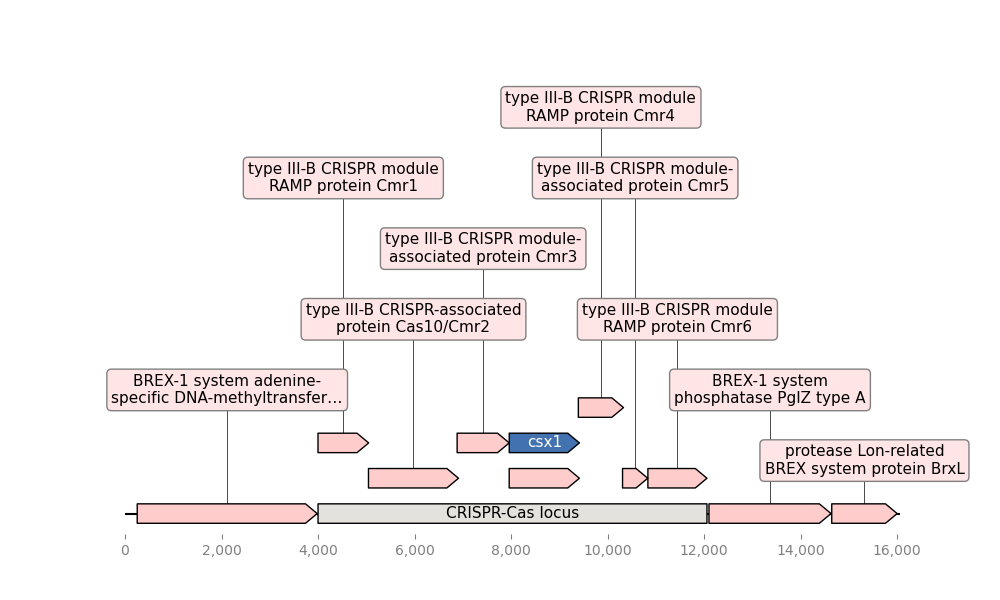 type III-B CRISPR module
RAMP protein Cmr4
type III-B CRISPR module
RAMP protein Cmr1
type III-B CRISPR module-
associated protein Cmr5
type III-B CRISPR module-
associated protein Cmr3
type III-B CRISPR-associated
protein Cas10/Cmr2
type III-B CRISPR module
RAMP protein Cmr6
BREX-1 system adenine-
specific DNA-methyltransfer…
BREX-1 system
phosphatase PglZ type A
csx1
protease Lon-related
BREX system protein BrxL
CRISPR-Cas locus
0 2,000 4,000 6,000 8,000 10,000 12,000 14,000 16,000